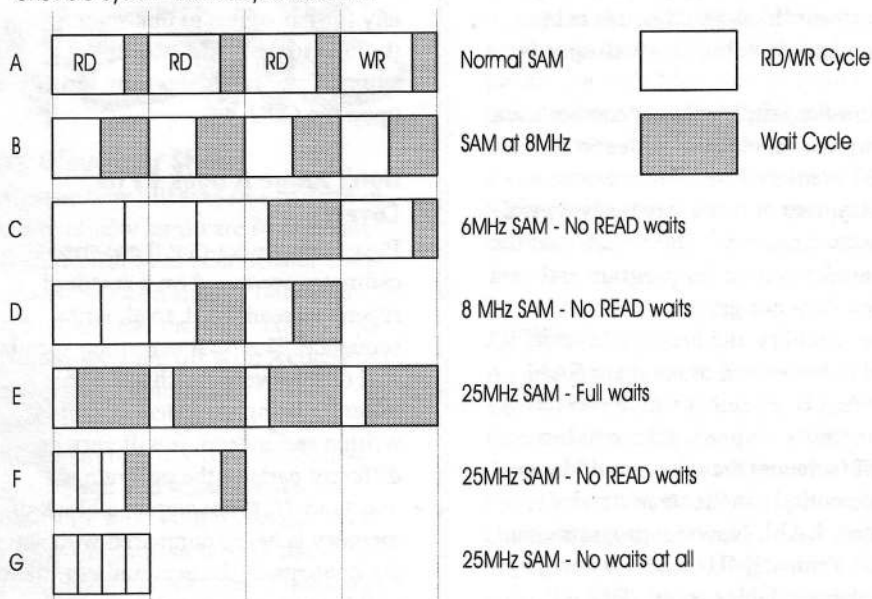 A RD RD RD WR Normal SAM RD/WR Cycle
B SAM at 8MHz Wait Cycle
C 6MHz SAM - No READ waits
D 8 MHz SAM - No READ waits
E 25MHz SAM - Full waits
F 25MHz SAM - No READ waits
G 25MHz SAM - No waits at all